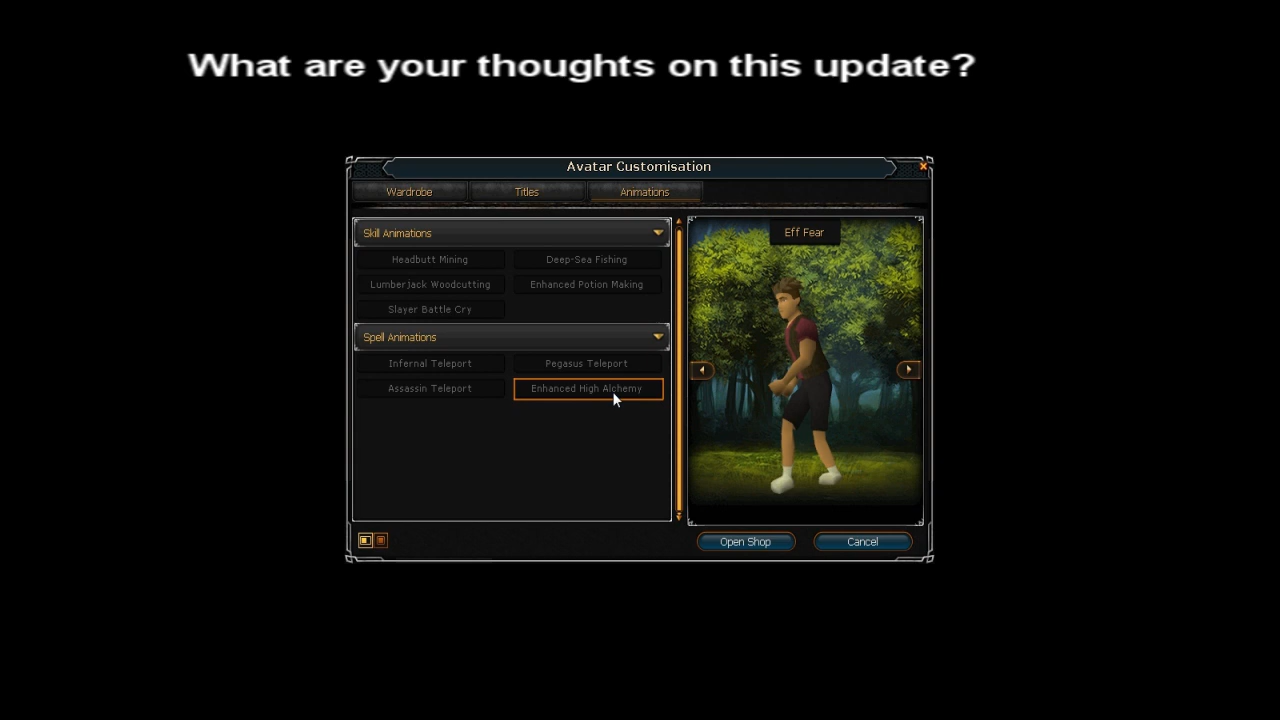 What are your thoughts on this update?
Avatar Customisation
Wardrobe Titles Animations
Skill Animations
Headbutt Mining Deep-Sea Fishing
Lumberjack Woodcutting Enhanced Potion Making
Slayer Battle Cry
Spell Animations
Infernal Teleport Pegasus Teleport
Assassin Teleport Enhanced High Alchemy
Eff Fear
Open Shop Cancel